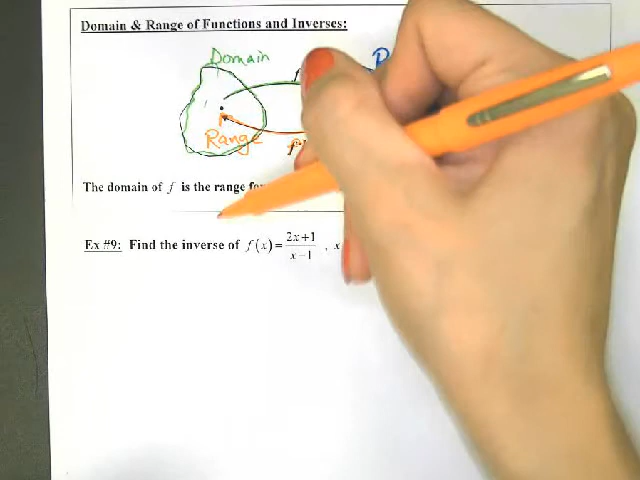 Domain & Range of Functions and Inverses:
Domain
Range
The domain of f is the range
Ex #9: Find the inverse of f(x) = \frac{2x+1}{x-1} , x